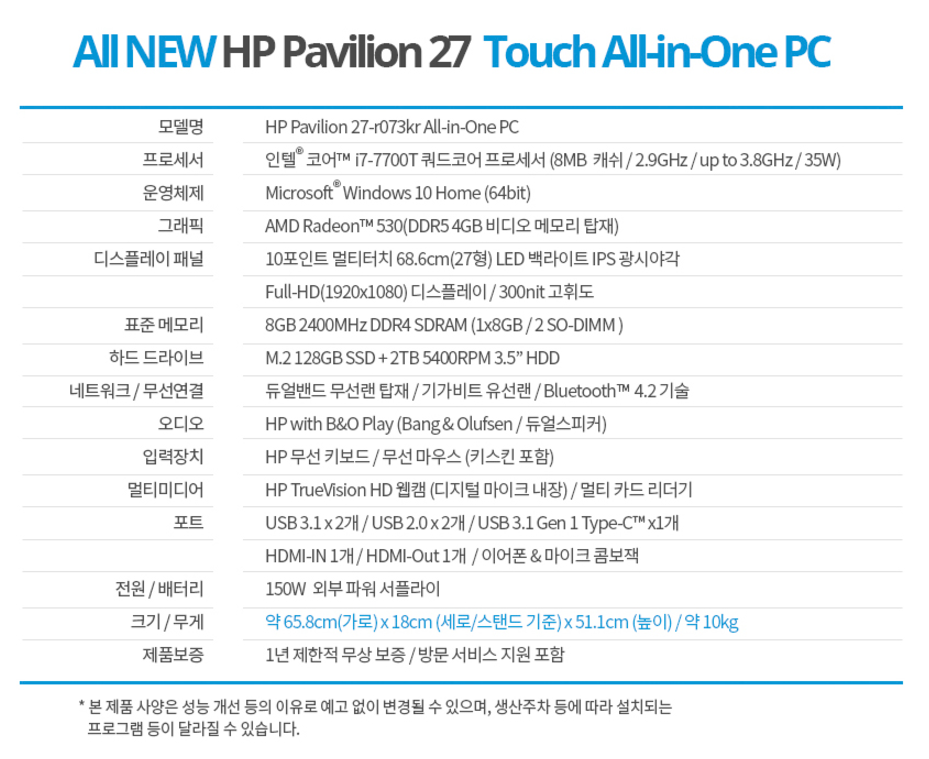 All NEW HP Pavilion 27 Touch All-in-One PC
모델명 HP Pavilion 27-r073kr All-in-One PC
프로세서 인텔® 코어™ i7-7700T 쿼드코어 프로세서 (8MB 캐쉬 / 2.9GHz / up to 3.8GHz / 35W)
운영체제 Microsoft® Windows 10 Home (64bit)
그래픽 AMD Radeon™ 530(DDR5 4GB 비디오 메모리 탑재)
디스플레이 패널 10포인트 멀티터치 68.6cm(27형) LED 백라이트 IPS 광시야각
Full-HD(1920x1080) 디스플레이 / 300nit 고휘도
표준 메모리 8GB 2400MHz DDR4 SDRAM (1x8GB / 2 SO-DIMM )
하드 드라이브 M.2 128GB SSD + 2TB 5400RPM 3.5” HDD
네트워크 / 무선연결 듀얼밴드 무선랜 탑재 / 기가비트 유선랜 / Bluetooth™ 4.2 기술
오디오 HP with B&O Play (Bang & Olufsen / 듀얼스피커)
입력장치 HP 무선 키보드 / 무선 마우스 (키스킨 포함)
멀티미디어 HP TrueVision HD 웹캠 (디지털 마이크 내장) / 멀티 카드 리더기
포트 USB 3.1 x 2개 / USB 2.0 x 2개 / USB 3.1 Gen 1 Type-C™ x1개
HDMI-IN 1개 / HDMI-Out 1개 / 이어폰 & 마이크 콤보잭
전원 / 배터리 150W 외부 파워 서플라이
크기 / 무게 약 65.8cm(가로) x 18cm (세로/스탠드 기준) x 51.1cm (높이) / 약 10kg
제품보증 1년 제한적 무상 보증 / 방문 서비스 지원 포함
* 본 제품 사양은 성능 개선 등의 이유로 예고 없이 변경될 수 있으며, 생산주차 등에 따라 설치되는
프로그램 등이 달라질 수 있습니다.